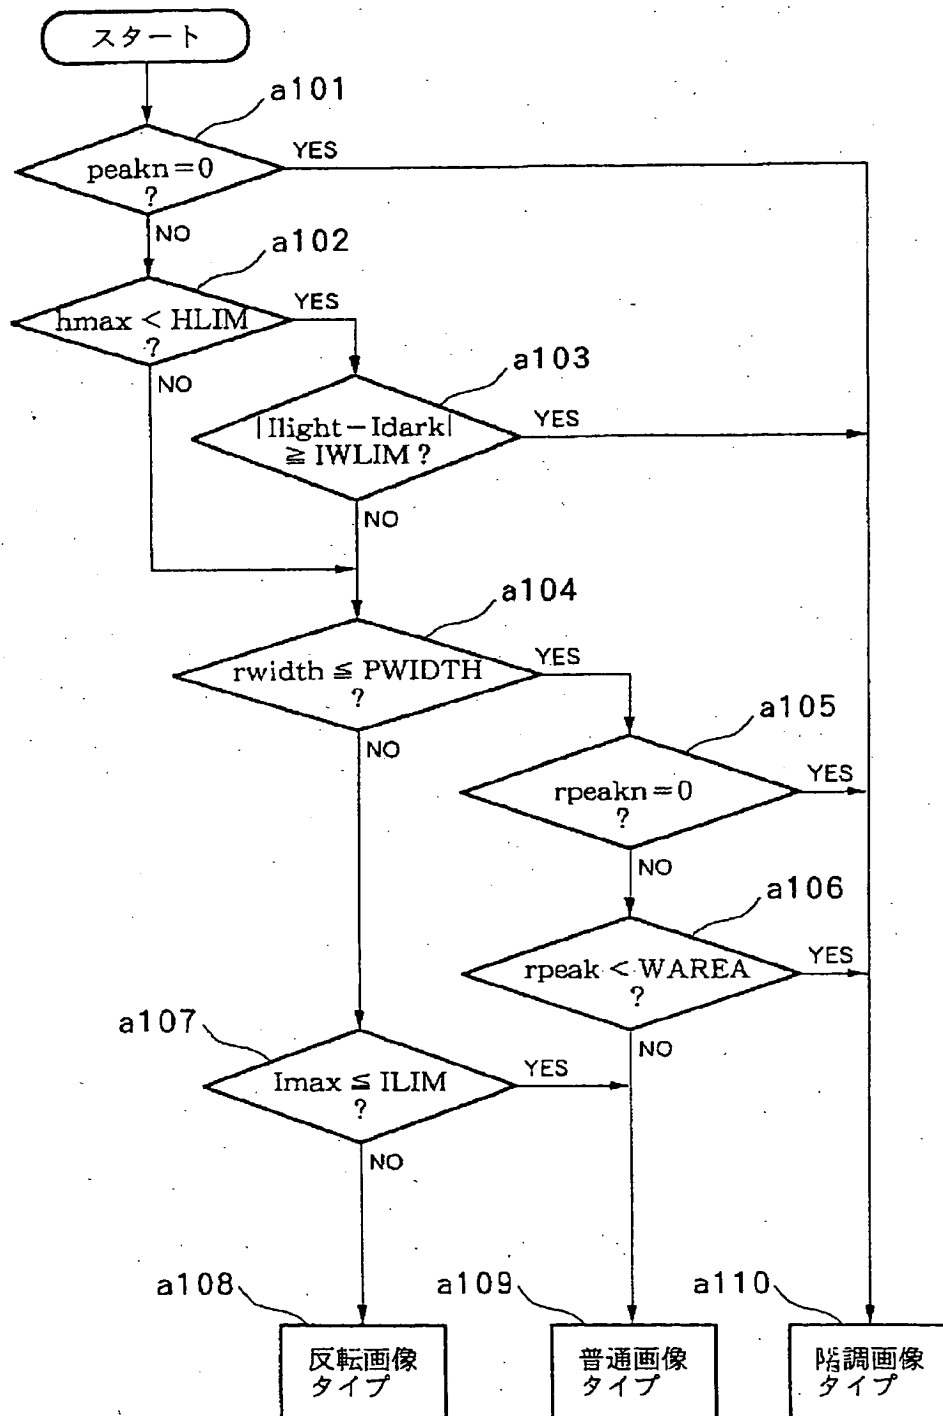 スタート
a101
peakn=0
?
YES
NO
a102
hmax < HLIM
?
YES
NO
a103
|Ilight-Idark|
≧ IWLIM ?
YES
NO
a104
rwidth ≦ PWIDTH
?
YES
NO
a105
rpeakn=0
?
YES
NO
a106
rpeak < WAREA
?
YES
NO
a107
Imax ≦ ILIM
?
YES
NO
a108
反転画像
タイプ
a109
普通画像
タイプ
a110
階調画像
タイプ